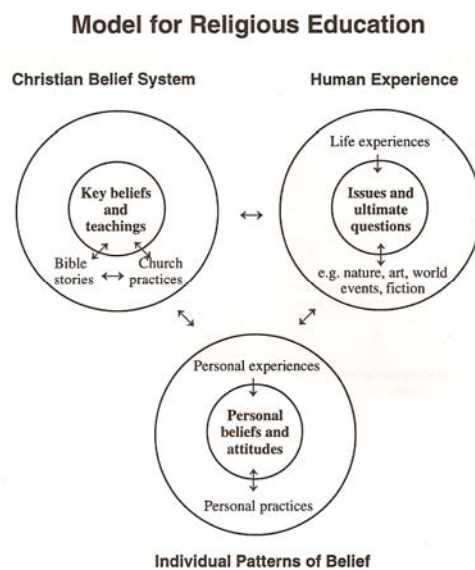 Model for Religious Education
Christian Belief System
Human Experience
Key beliefs
and
teachings
Bible
stories
Church
practices
Life experiences
Issues and
ultimate
questions
e.g. nature, art, world
events, fiction
Personal experiences
Personal
beliefs and
attitudes
Personal practices
Individual Patterns of Belief